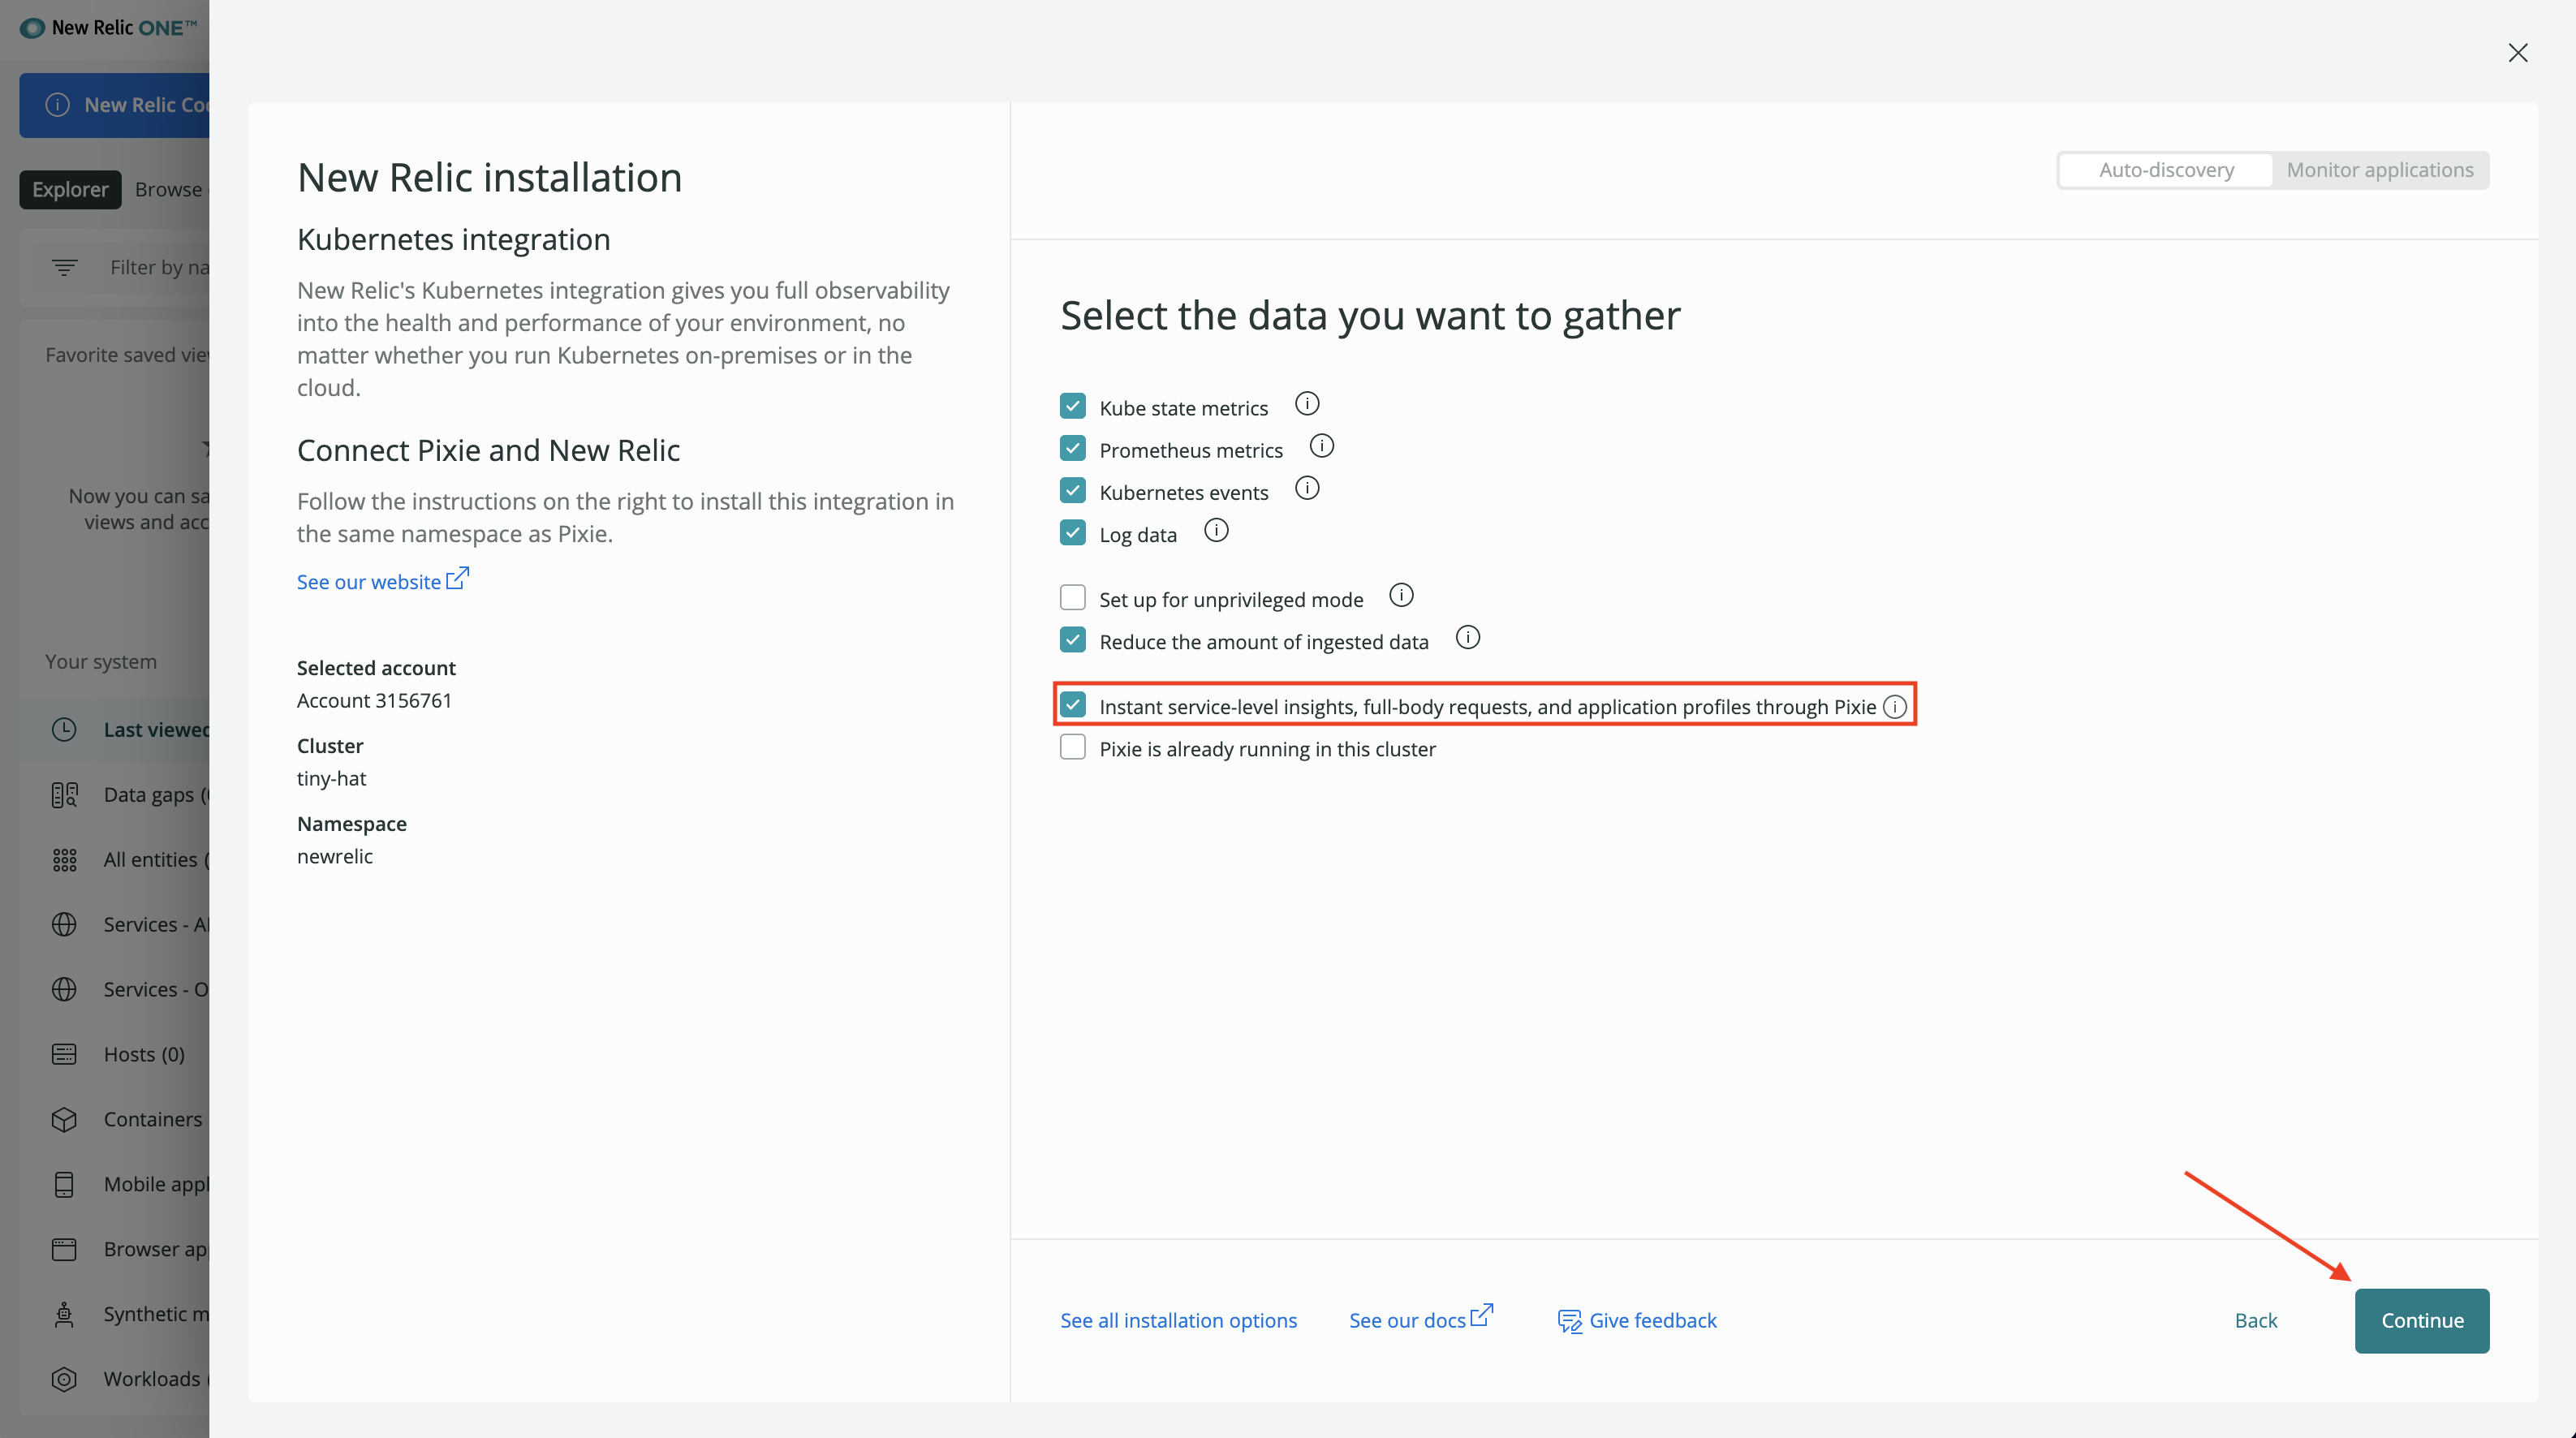 New Relic ONE™
New Relic
Explorer
Browse
Filter by
Favorite saved
Now you can
views and
Your system
Last viewed
Data gaps
All entities
Services -
Services -
Hosts (0)
Containers
Mobile
Browser
Synthetic
Workloads
New Relic installation
Kubernetes integration
New Relic's Kubernetes integration gives you full observability
into the health and performance of your environment, no
matter whether you run Kubernetes on-premises or in the
cloud.
Connect Pixie and New Relic
Follow the instructions on the right to install this integration in
the same namespace as Pixie.
See our website
Selected account
Account 3156761
Cluster
tiny-hat
Namespace
newrelic
Auto-discovery
Monitor applications
Select the data you want to gather
Kube state metrics
Prometheus metrics
Kubernetes events
Log data
Set up for unprivileged mode
Reduce the amount of ingested data
Instant service-level insights, full-body requests, and application profiles through Pixie
Pixie is already running in this cluster
See all installation options
See our docs
Give feedback
Back
Continue